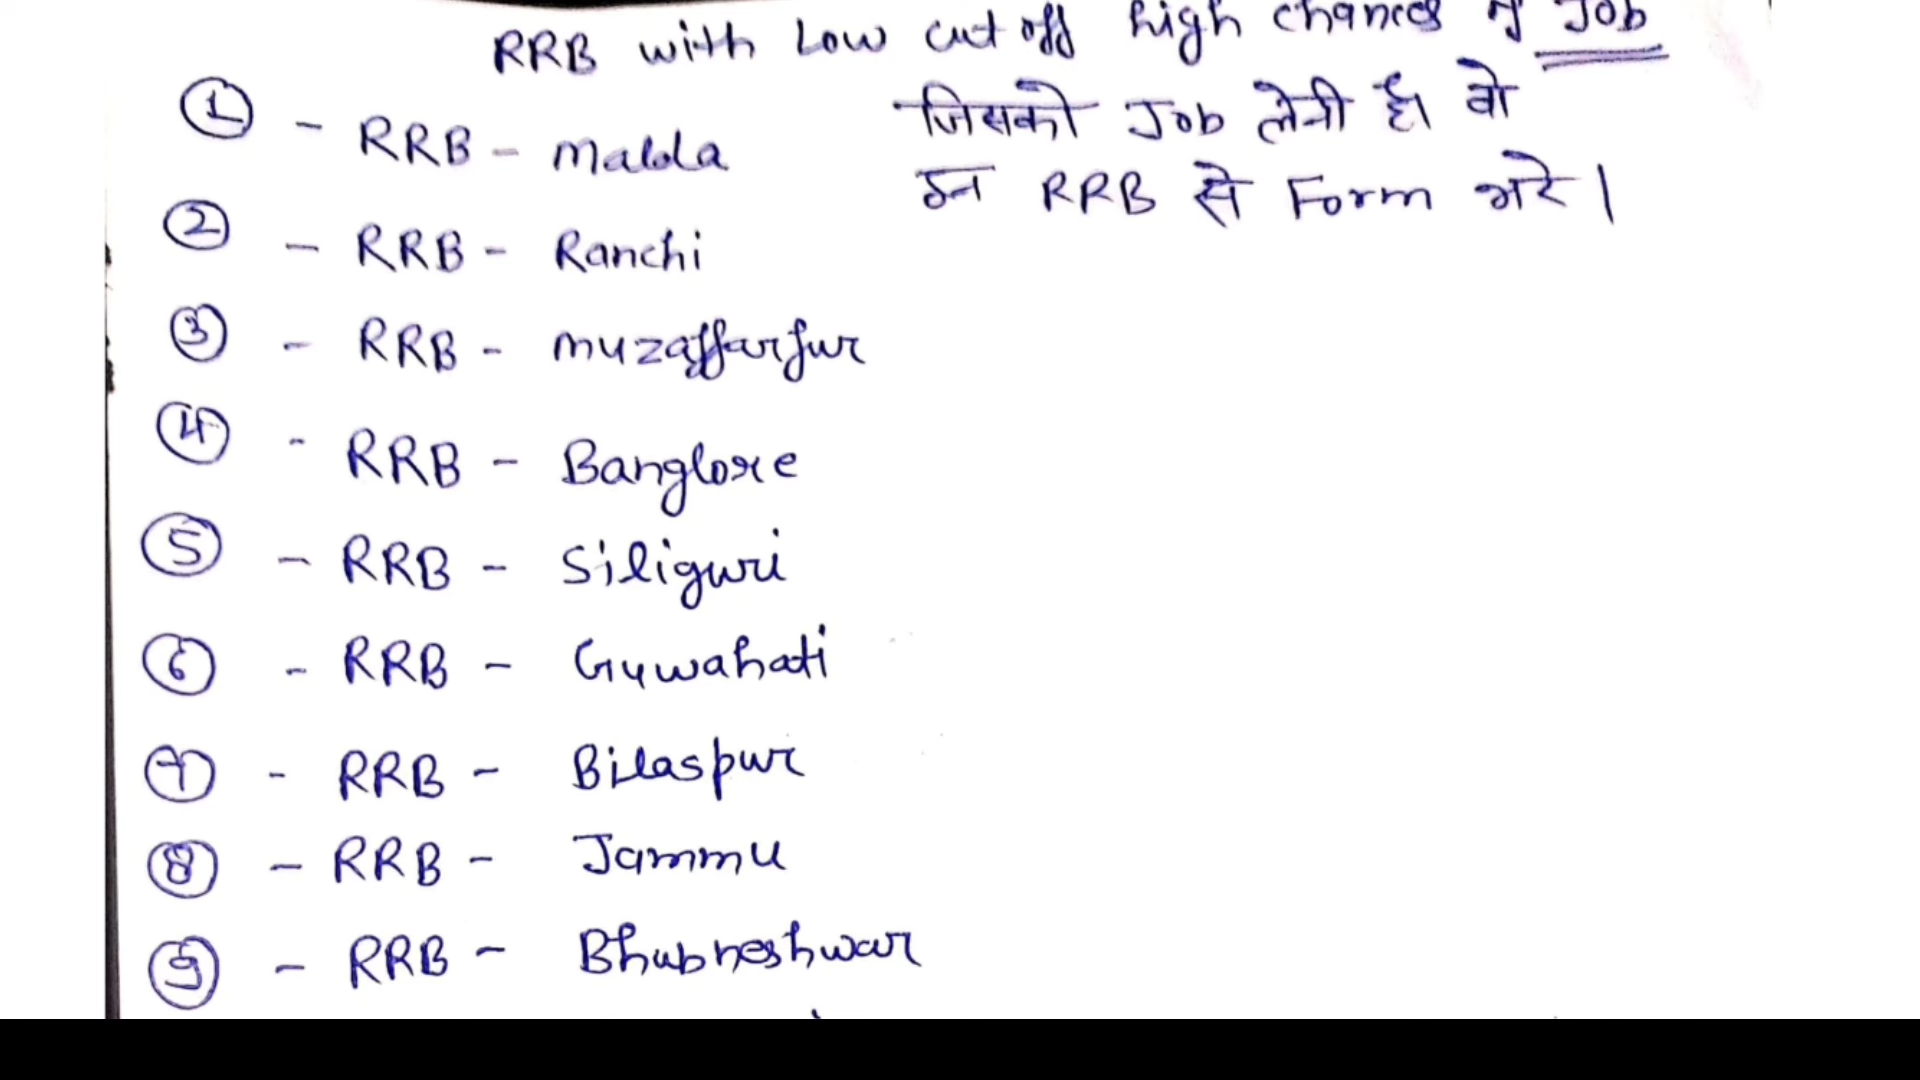 RRB with Low cut off high chances of Job
जिसको Job लेनी है। वो
इन RRB से Form भरे।
① - RRB - Malda
② - RRB - Ranchi
③ - RRB - muzaffarfur
④ - RRB - Banglore
⑤ - RRB - Siliguri
⑥ - RRB - Guwahati
⑦ - RRB - Bilaspur
⑧ - RRB - Jammu
⑨ - RRB - Bhubneshwar